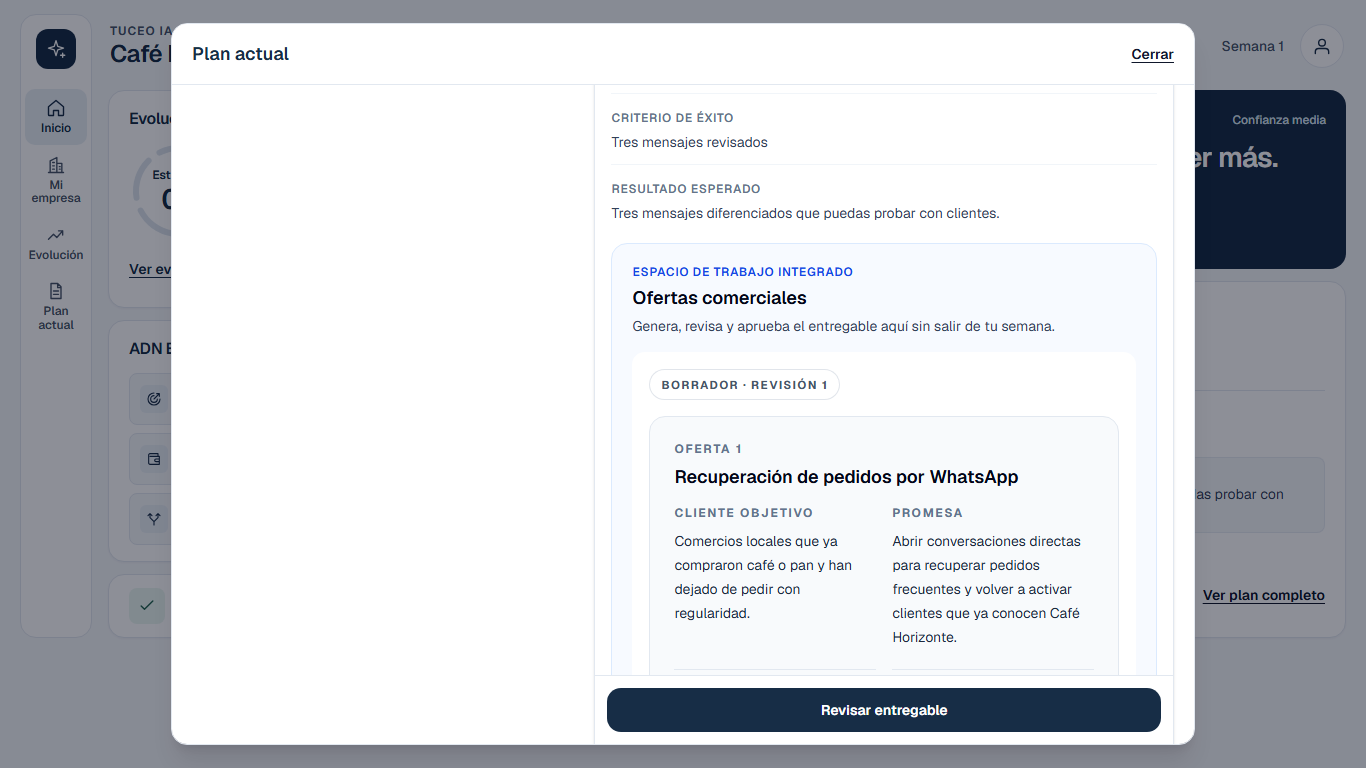 TUCEO IA
Café
Semana 1
Inicio
Mi
empresa
Evolución
Plan
actual
Ver ev
ADN
Confianza media
er más.
as probar con
Ver plan completo
Plan actual
Cerrar
CRITERIO DE ÉXITO
Tres mensajes revisados
RESULTADO ESPERADO
Tres mensajes diferenciados que puedas probar con clientes.
ESPACIO DE TRABAJO INTEGRADO
Ofertas comerciales
Genera, revisa y aprueba el entregable aquí sin salir de tu semana.
BORRADOR · REVISIÓN 1
OFERTA 1
Recuperación de pedidos por WhatsApp
CLIENTE OBJETIVO
Comercios locales que ya
compraron café o pan y han
dejado de pedir con
regularidad.
PROMESA
Abrir conversaciones directas
para recuperar pedidos
frecuentes y volver a activar
clientes que ya conocen Café
Horizonte.
Revisar entregable